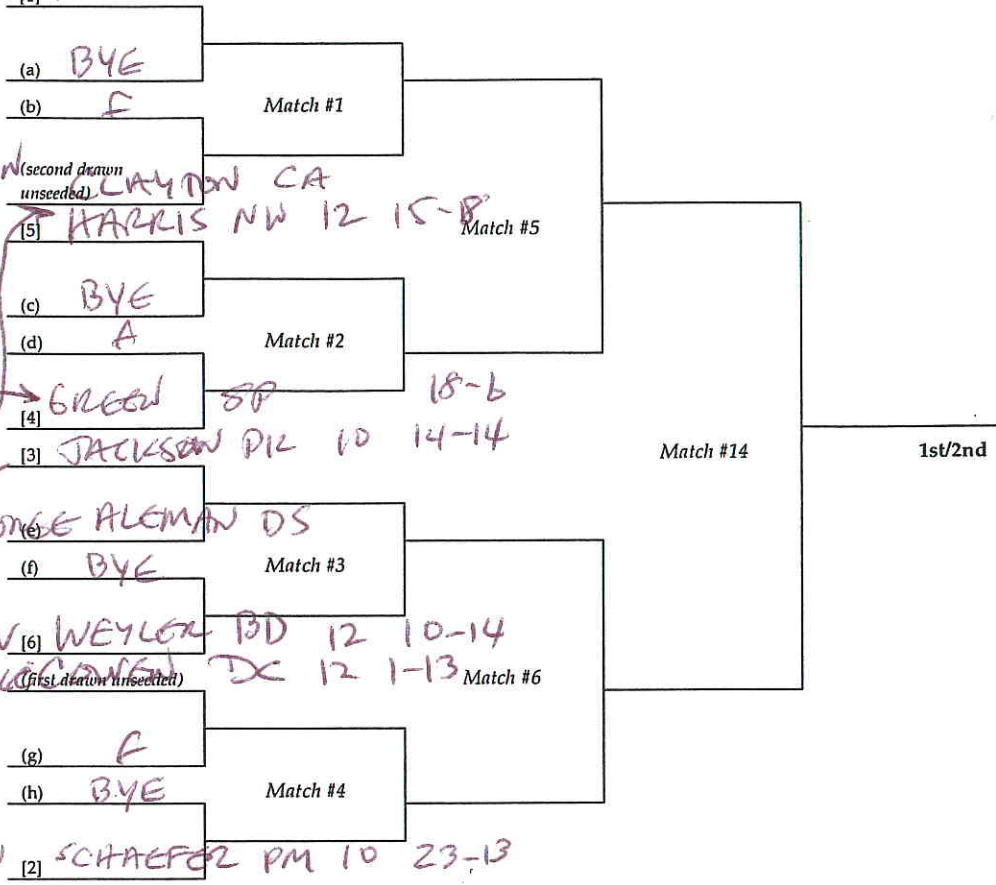 (a) BYE
(b) F
Match #1
(second drawn
unseeded) CLAYTON CA
[5] HARRIS NW 12 15-8
Match #5
(c) BYE
(d) A
Match #2
[4] GREEN SP 18-6
[3] JACKSON DR 10 14-14
Match #14
1st/2nd
(e) ALEMAN DS
(f) BYE
Match #3
[6] WEYLER BD 12 10-14
(first drawn unseeded) DC 12 1-13
Match #6
(g) F
(h) BYE
Match #4
[2] SCHAEFER PM 10 23-13